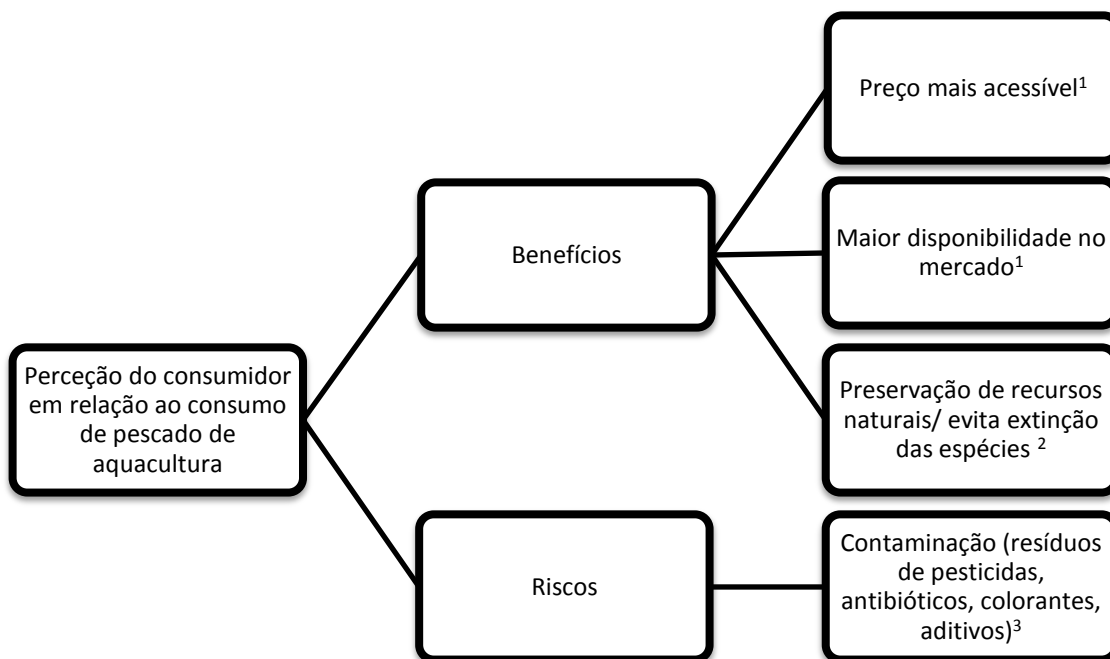 Perceção do consumidor
em relação ao consumo
de pescado de
aquacultura
Benefícios
Preço mais acessível¹
Maior disponibilidade no
mercado¹
Preservação de recursos
naturais/ evita extinção
das espécies ²
Riscos
Contaminação (resíduos
de pesticidas,
antibióticos, colorantes,
aditivos)³